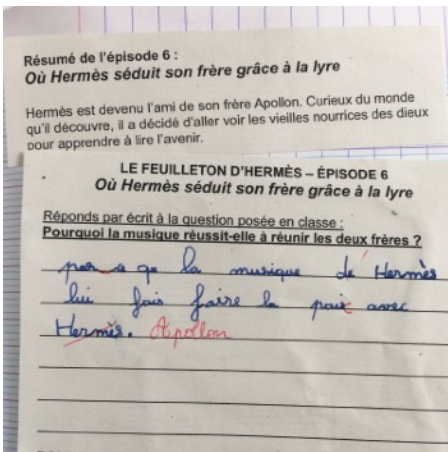 Résumé de l'épisode 6 :
Où Hermès séduit son frère grâce à la lyre
Hermès est devenu l'ami de son frère Apollon. Curieux du monde
qu'il découvre, il a décidé d'aller voir les vieilles nourrices des dieux
pour apprendre à lire l'avenir.
LE FEUILLETON D'HERMÈS – ÉPISODE 6
Où Hermès séduit son frère grâce à la lyre
Réponds par écrit à la question posée en classe :
Pourquoi la musique réussit-elle à réunir les deux frères ?
par ce que la musique de Hermès
lui fais faire la paix avec
Hermès. Apollon